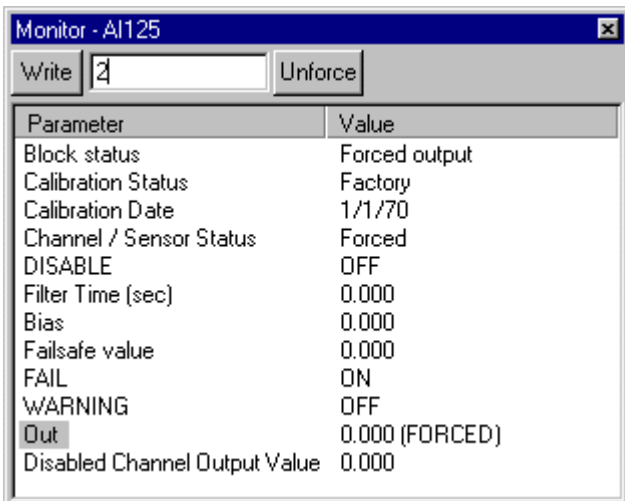 Monitor - AI125
Write 2 Unforce
Parameter Value
Block status Forced output
Calibration Status Factory
Calibration Date 1/1/70
Channel / Sensor Status Forced
DISABLE OFF
Filter Time (sec) 0.000
Bias 0.000
Failsafe value 0.000
FAIL ON
WARNING OFF
Out 0.000 (FORCED)
Disabled Channel Output Value 0.000